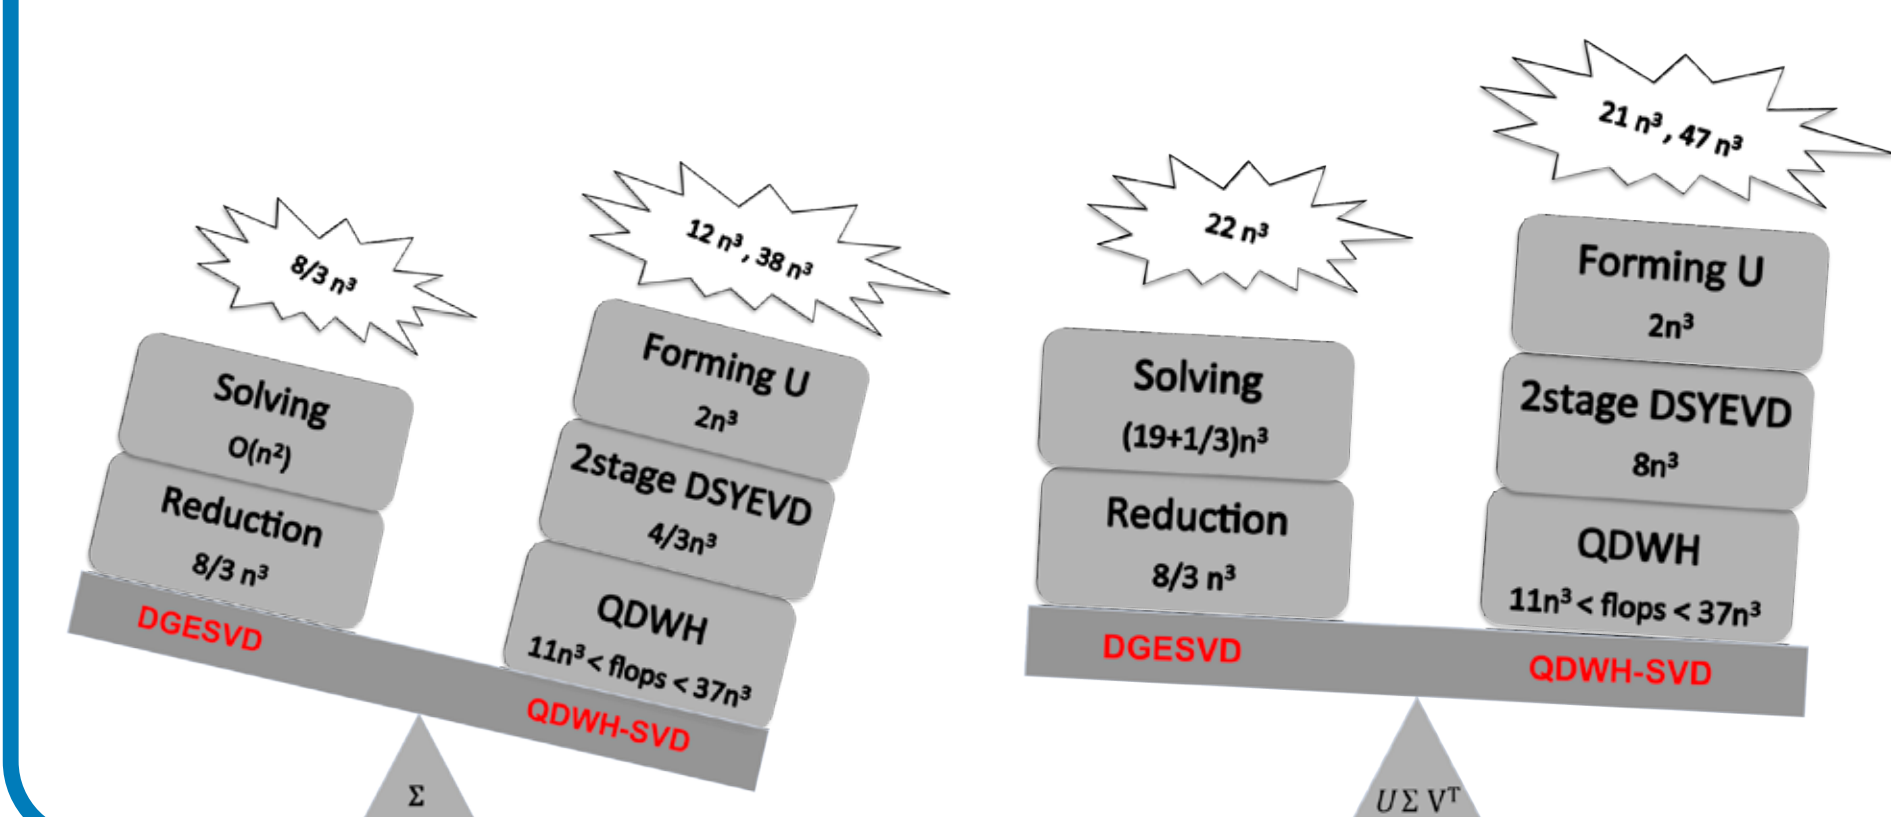 8/3 n³
Solving
O(n²)
Reduction
8/3 n³
DGESVD
12 n³, 38 n³
Forming U
2n³
2stage DSYEVD
4/3n³
QDWH
11n³ < flops < 37n³
QDWH-SVD
Σ
22 n³
Solving
(19+1/3)n³
Reduction
8/3 n³
DGESVD
21 n³, 47 n³
Forming U
2n³
2stage DSYEVD
8n³
QDWH
11n³ < flops < 37n³
QDWH-SVD
U Σ Vᵀ